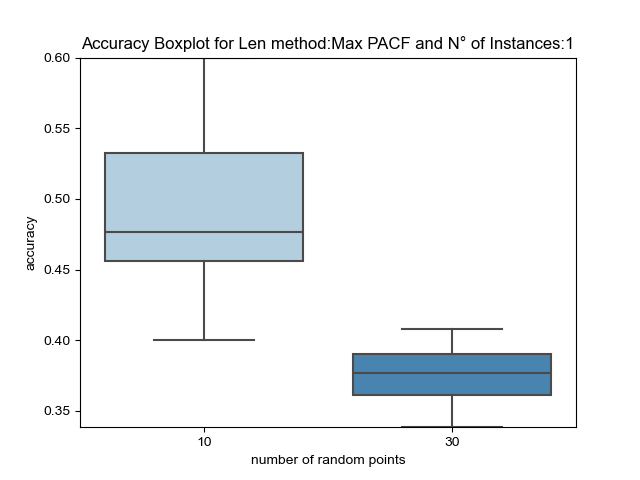 Accuracy Boxplot for Len method:Max PACF and N° of Instances:1
0.60
0.55
0.50
0.45
0.40
0.35
accuracy
10
30
number of random points